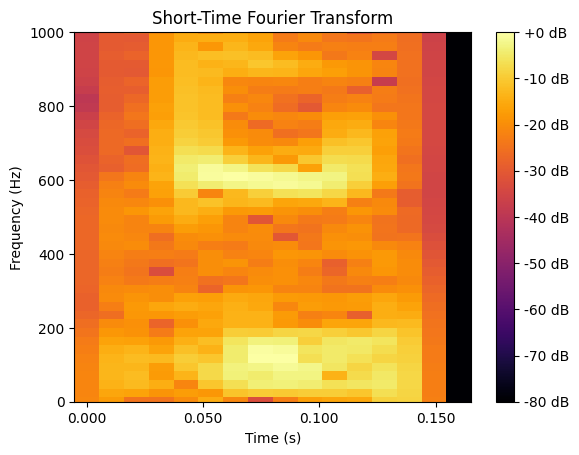 Short-Time Fourier Transform
1000
800
600
400
200
0
Frequency (Hz)
0.000
0.050
0.100
0.150
Time (s)
+0 dB
-10 dB
-20 dB
-30 dB
-40 dB
-50 dB
-60 dB
-70 dB
-80 dB